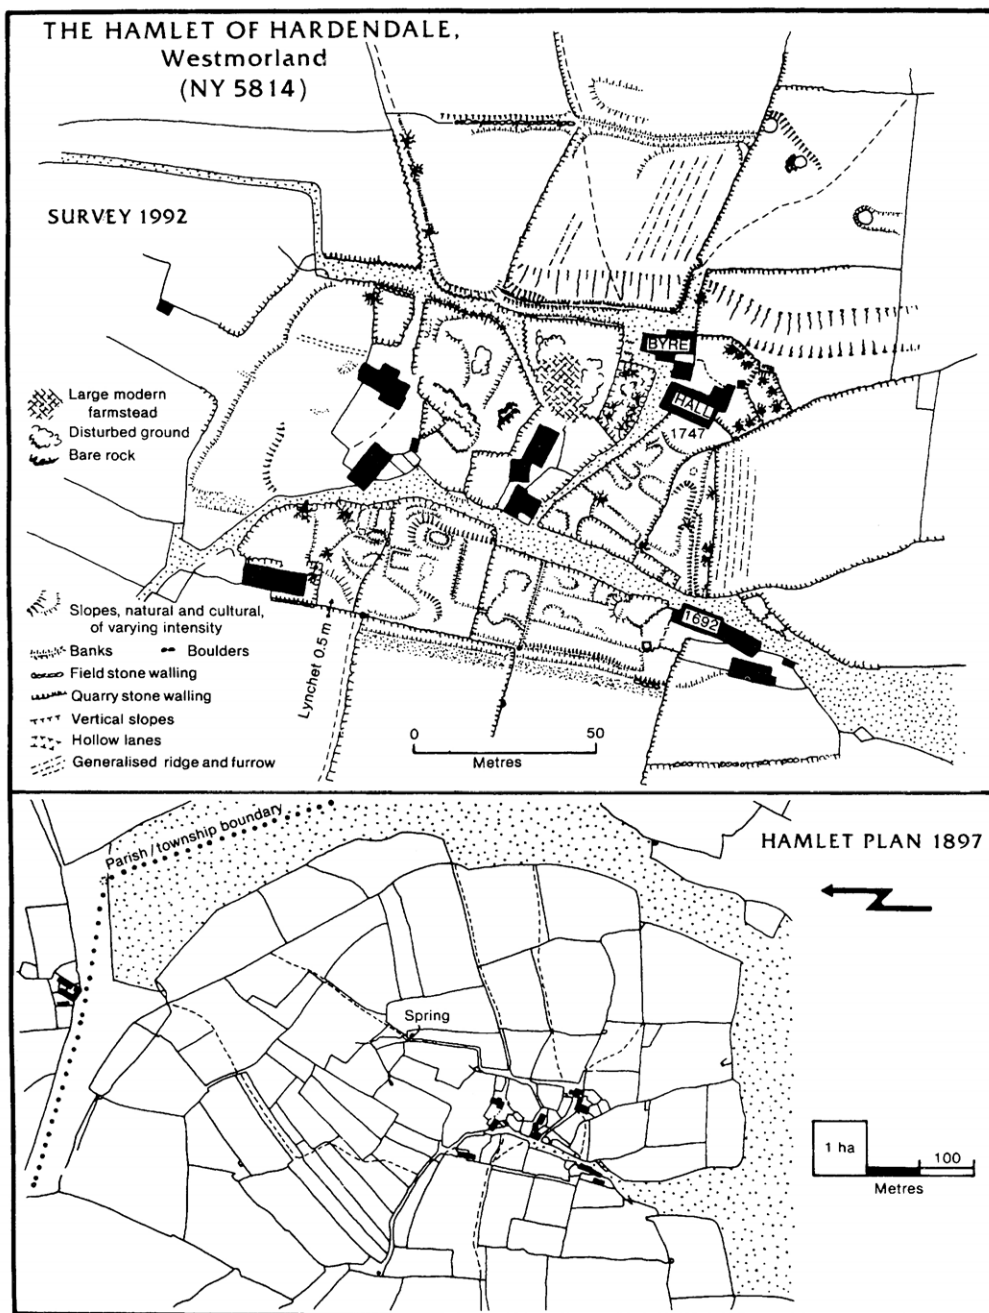 THE HAMLET OF HARDENDALE,
Westmorland
(NY 5814)
SURVEY 1992
BYRE
HALL
1747
Large modern
farmstead
Disturbed ground
Bare rock
1692
Slopes, natural and cultural,
of varying intensity
Banks
Boulders
Field stone walling
Quarry stone walling
Vertical slopes
Hollow lanes
Generalised ridge and furrow
Lynchet 0.5m
0 50
Metres
Parish/township boundary
HAMLET PLAN 1897
Spring
1 ha
100
Metres